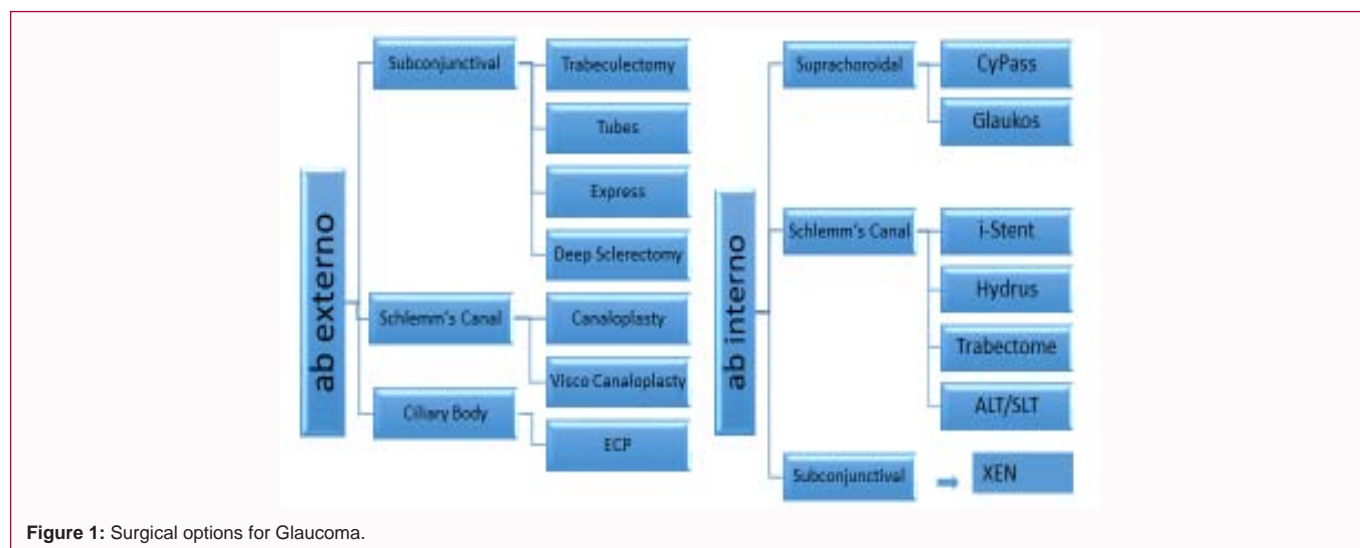 ab externo
Subconjunctival
Trabeculectomy
Tubes
Express
Deep Sclerectomy
Schlemm's Canal
Canaloplasty
Visco Canaloplasty
Ciliary Body
ECP
ab interno
Suprachoroidal
CyPass
Glaukos
Schlemm's Canal
i-Stent
Hydrus
Trabectome
ALT/SLT
Subconjunctival
XEN
Figure 1: Surgical options for Glaucoma.